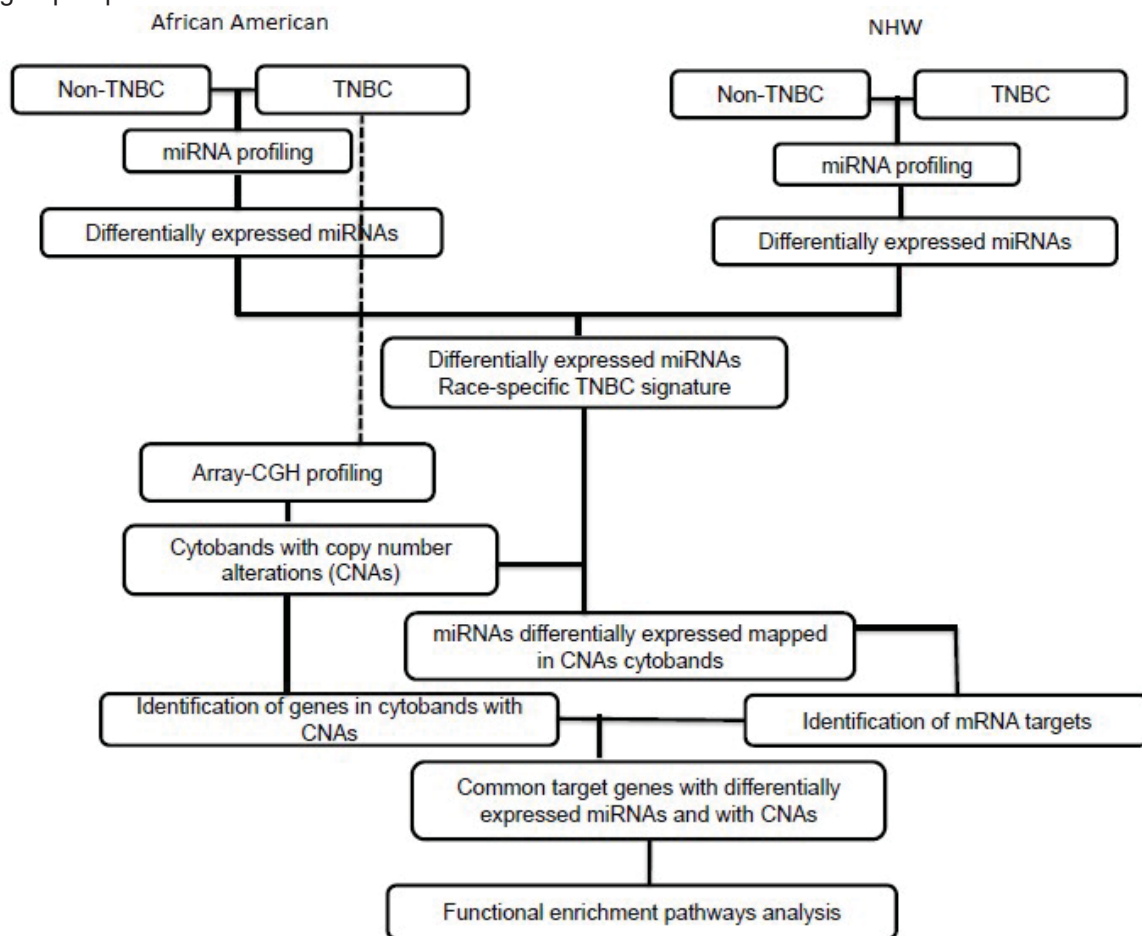 African American
NHW
Non-TNBC
TNBC
Non-TNBC
TNBC
miRNA profiling
miRNA profiling
Differentially expressed miRNAs
Differentially expressed miRNAs
Differentially expressed miRNAs
Race-specific TNBC signature
Array-CGH profiling
Cytobands with copy number
alterations (CNAs)
miRNAs differentially expressed mapped
in CNAs cytobands
Identification of genes in cytobands with
CNAs
Identification of mRNA targets
Common target genes with differentially
expressed miRNAs and with CNAs
Functional enrichment pathways analysis